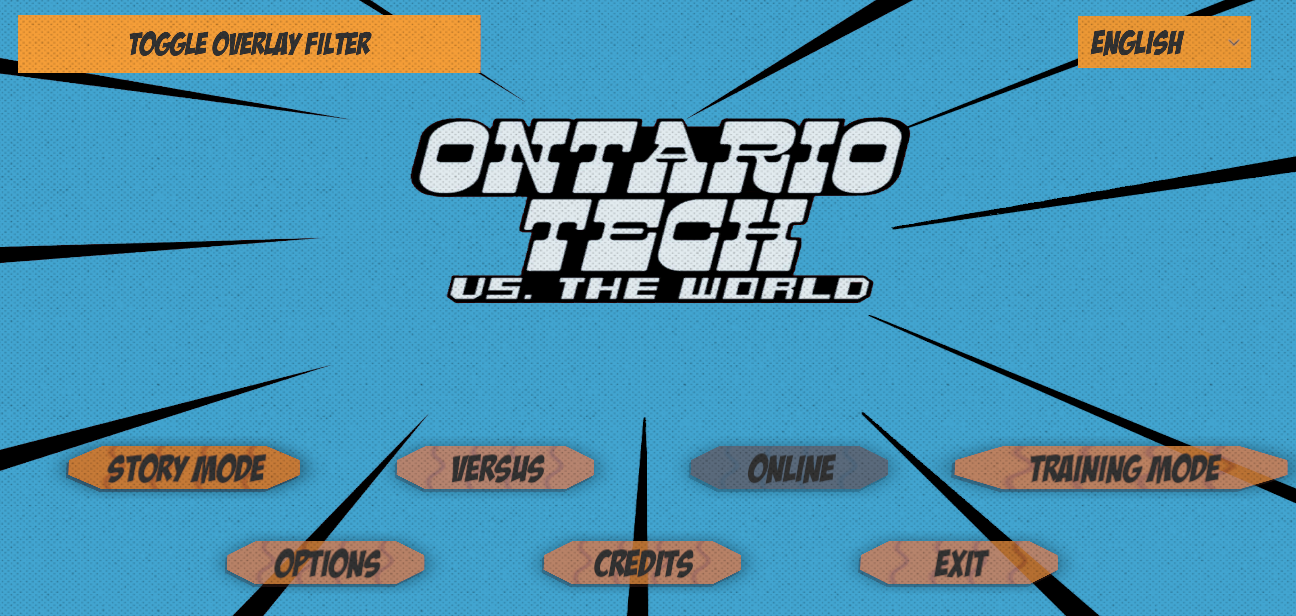 TOGGLE OVERLAY FILTER
ENGLISH
ONTARIO
TECH
VS. THE WORLD
STORY MODE
VERSUS
ONLINE
TRAINING MODE
OPTIONS
CREDITS
EXIT